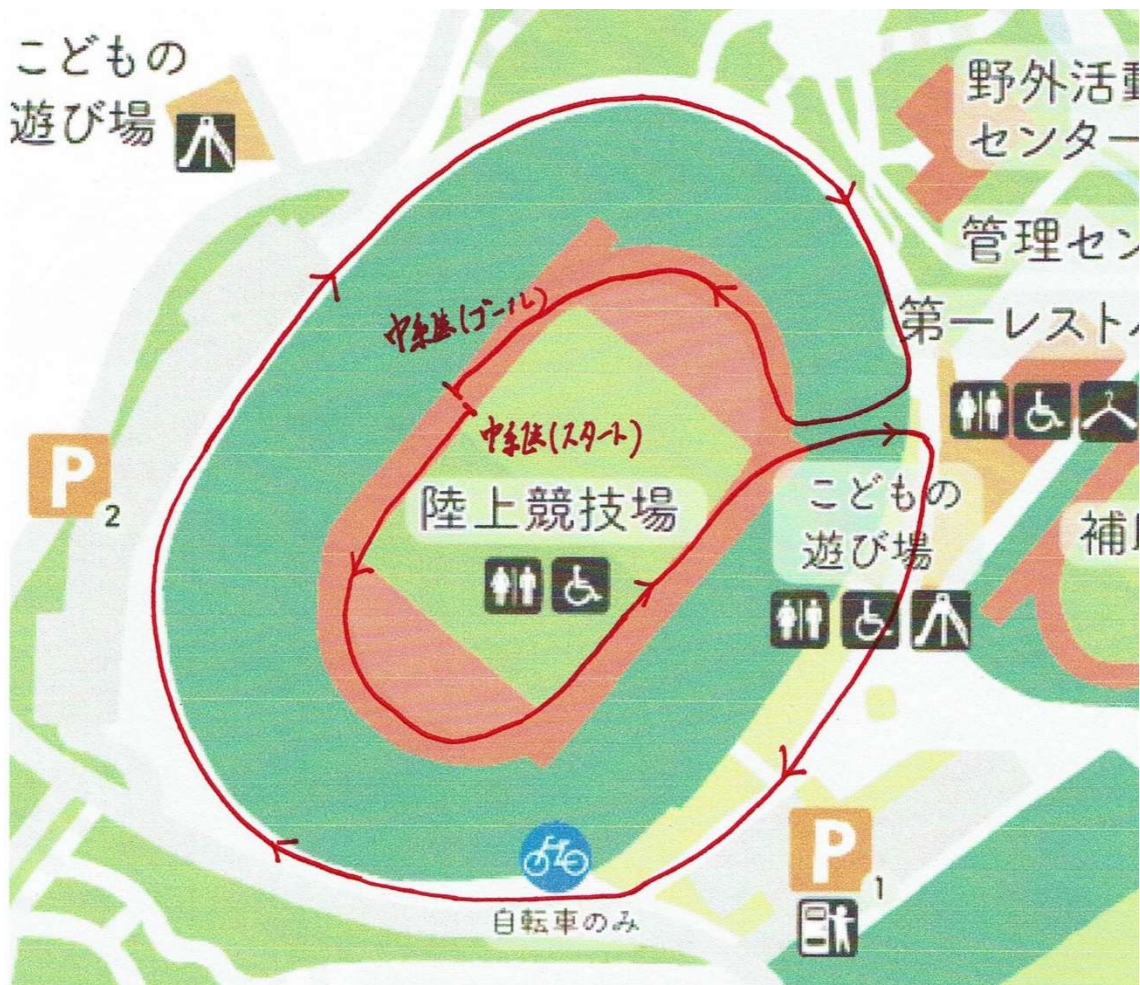 こどもの
遊び場
野外活動
センター
管理セン
第一レスト
中継(ゴール)
中継(スタート)
P
2
陸上競技場
こどもの
遊び場
補
P
1
自転車のみ